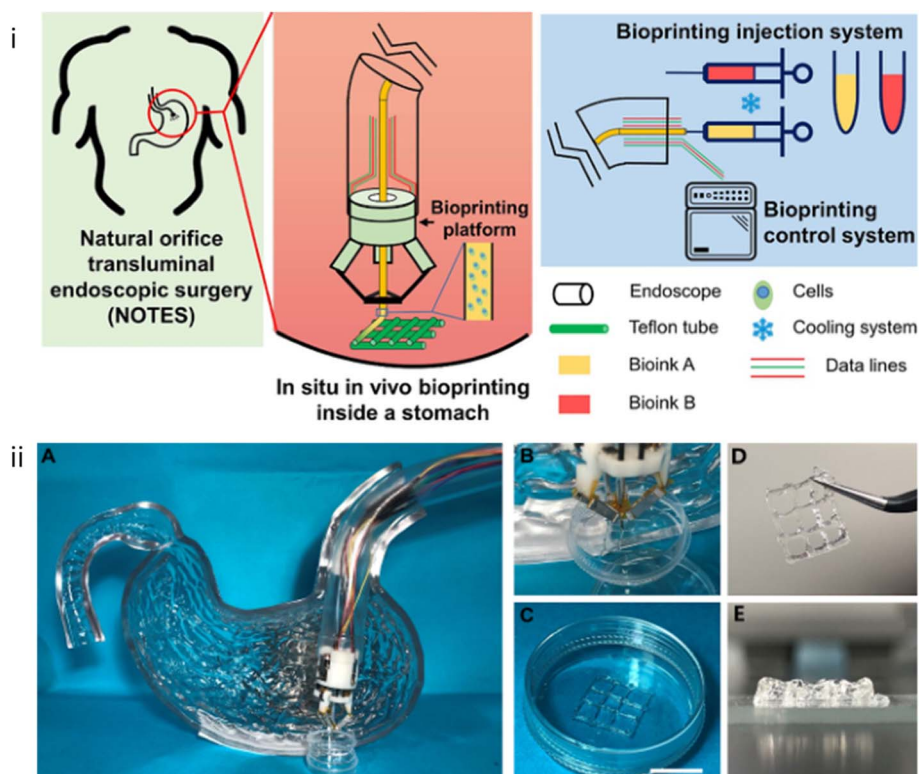 i
Natural orifice
transluminal
endoscopic surgery
(NOTES)
Bioprinting
platform
In situ in vivo bioprinting
inside a stomach
Bioprinting injection system
Bioprinting
control system
Endoscope
Cells
Teflon tube
Cooling system
Bioink A
Data lines
Bioink B
ii
A
B
C
D
E